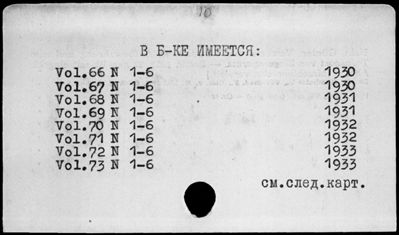 10
В Б-КЕ ИМЕЕТСЯ:
Vol.66 N 1-6 1930
Vol.67 N 1-6 1930
Vol.68 N 1-6 1931
Vol.69 N 1-6 1931
Vol.70 N 1-6 1932
Vol.71 N 1-6 1932
Vol.72 N 1-6 1933
Vol.73 N 1-6 1933
см.след.карт.